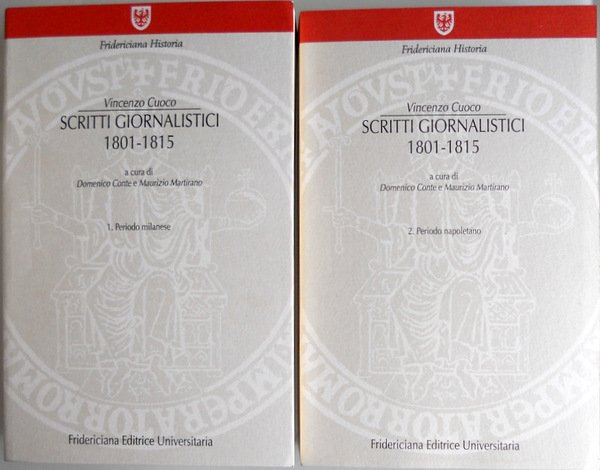 Fridericiana Historia
Vincenzo Cuoco
SCRITTI GIORNALISTICI
1801-1815
a cura di
Domenico Conte e Maurizio Martirano
1. Periodo milanese
Fridericiana Editrice Universitaria
Fridericiana Historia
Vincenzo Cuoco
SCRITTI GIORNALISTICI
1801-1815
a cura di
Domenico Conte e Maurizio Martirano
2. Periodo napoletano
Fridericiana Editrice Universitaria